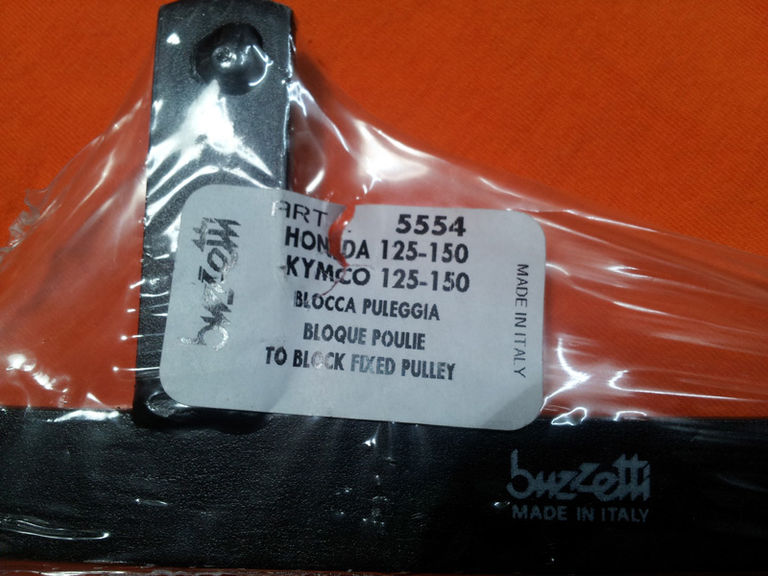 buzzetti
ART. 5554
HONDA 125-150
-KYMCO 125-150
BLOCCA PULEGGIA
BLOQUE POULIE
TO BLOCK FIXED PULLEY
MADE IN ITALY
buzzetti
MADE IN ITALY